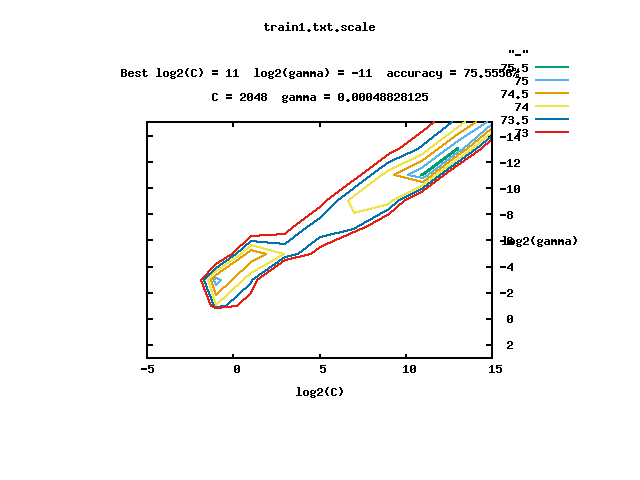 train1.txt.scale
"-"
Best log2(C) = 11 log2(gamma) = -11 accuracy = 75.5556%
75.5
75
C = 2048 gamma = 0.00048828125
74.5
74
73.5
73
-14
-12
-10
-8
-6
log2(gamma)
-4
-2
0
2
-5 0 5 10 15
log2(C)